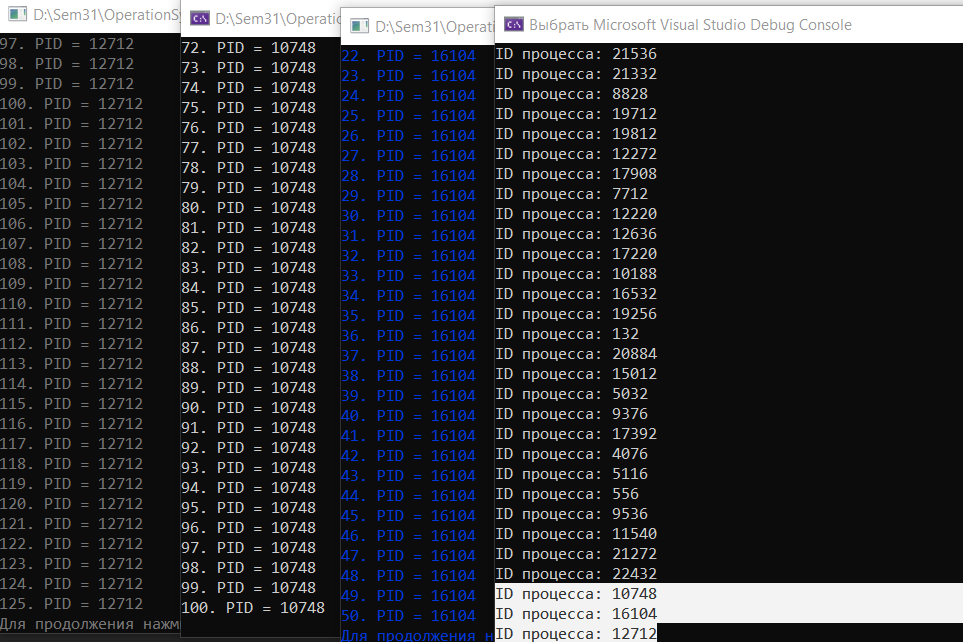 D:\Sem31\OperationSy
97. PID = 12712
98. PID = 12712
99. PID = 12712
100. PID = 12712
101. PID = 12712
102. PID = 12712
103. PID = 12712
104. PID = 12712
105. PID = 12712
106. PID = 12712
107. PID = 12712
108. PID = 12712
109. PID = 12712
110. PID = 12712
111. PID = 12712
112. PID = 12712
113. PID = 12712
114. PID = 12712
115. PID = 12712
116. PID = 12712
117. PID = 12712
118. PID = 12712
119. PID = 12712
120. PID = 12712
121. PID = 12712
122. PID = 12712
123. PID = 12712
124. PID = 12712
125. PID = 12712
Для продолжения нажм
D:\Sem31\Operatio
72. PID = 10748
73. PID = 10748
74. PID = 10748
75. PID = 10748
76. PID = 10748
77. PID = 10748
78. PID = 10748
79. PID = 10748
80. PID = 10748
81. PID = 10748
82. PID = 10748
83. PID = 10748
84. PID = 10748
85. PID = 10748
86. PID = 10748
87. PID = 10748
88. PID = 10748
89. PID = 10748
90. PID = 10748
91. PID = 10748
92. PID = 10748
93. PID = 10748
94. PID = 10748
95. PID = 10748
96. PID = 10748
97. PID = 10748
98. PID = 10748
99. PID = 10748
100. PID = 10748
D:\Sem31\Operati
22. PID = 16104
23. PID = 16104
24. PID = 16104
25. PID = 16104
26. PID = 16104
27. PID = 16104
28. PID = 16104
29. PID = 16104
30. PID = 16104
31. PID = 16104
32. PID = 16104
33. PID = 16104
34. PID = 16104
35. PID = 16104
36. PID = 16104
37. PID = 16104
38. PID = 16104
39. PID = 16104
40. PID = 16104
41. PID = 16104
42. PID = 16104
43. PID = 16104
44. PID = 16104
45. PID = 16104
46. PID = 16104
47. PID = 16104
48. PID = 16104
49. PID = 16104
50. PID = 16104
Для продолжения н
Выбрать Microsoft Visual Studio Debug Console
ID процесса: 21536
ID процесса: 21332
ID процесса: 8828
ID процесса: 19712
ID процесса: 19812
ID процесса: 12272
ID процесса: 17908
ID процесса: 7712
ID процесса: 12220
ID процесса: 12636
ID процесса: 17220
ID процесса: 10188
ID процесса: 16532
ID процесса: 19256
ID процесса: 132
ID процесса: 20884
ID процесса: 15012
ID процесса: 5032
ID процесса: 9376
ID процесса: 17392
ID процесса: 4076
ID процесса: 5116
ID процесса: 556
ID процесса: 9536
ID процесса: 11540
ID процесса: 21272
ID процесса: 22432
ID процесса: 10748
ID процесса: 16104
ID процесса: 12712